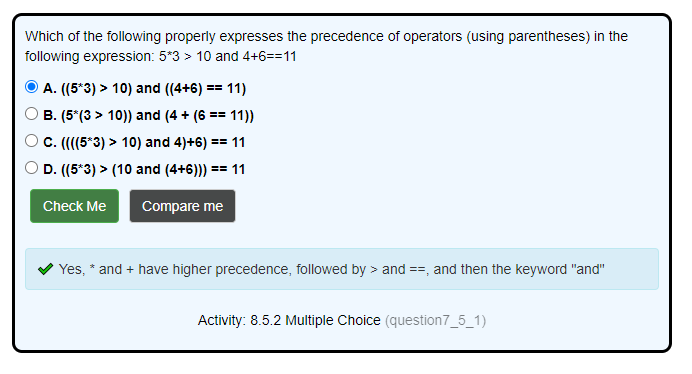 Which of the following properly expresses the precedence of operators (using parentheses) in the
following expression: 5*3 > 10 and 4+6==11
A. ((5*3) > 10) and ((4+6) == 11)
B. (5*(3 > 10)) and (4 + (6 == 11))
C. ((((5*3) > 10) and 4)+6) == 11
D. ((5*3) > (10 and (4+6))) == 11
Check Me Compare me
Yes, * and + have higher precedence, followed by > and ==, and then the keyword "and"
Activity: 8.5.2 Multiple Choice (question7_5_1)